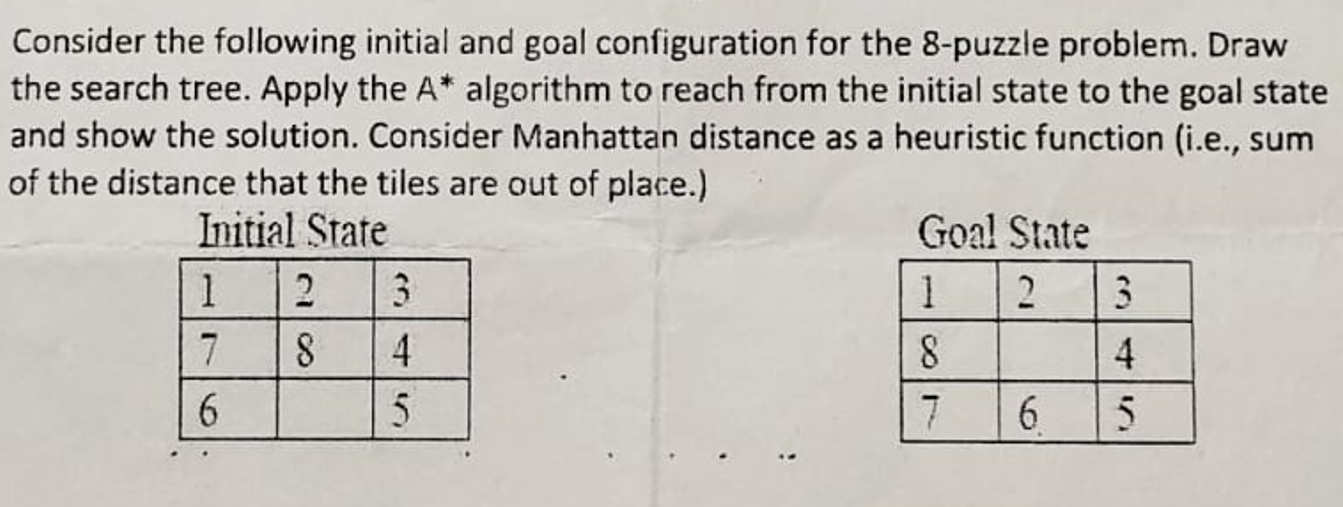 Consider the following initial and goal configuration for the 8-puzzle problem. Draw
the search tree. Apply the A* algorithm to reach from the initial state to the goal state
and show the solution. Consider Manhattan distance as a heuristic function (i.e., sum
of the distance that the tiles are out of place.)
Initial State
1 2 3
7 8 4
6 5
Goal State
1 2 3
8 4
7 6 5